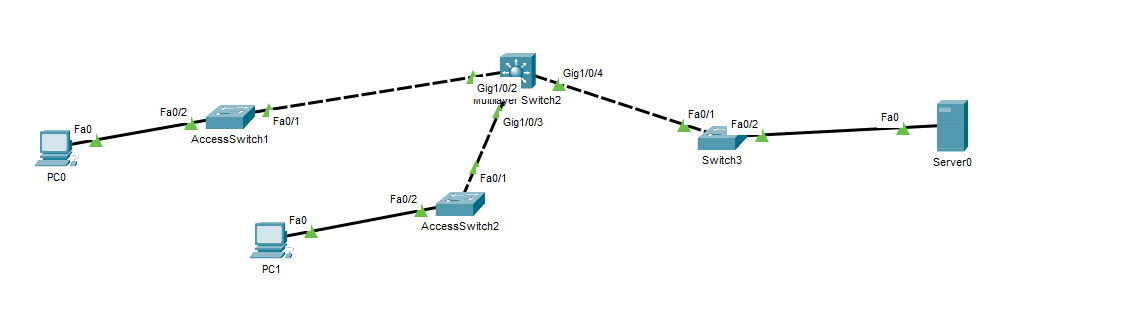 Gig1/0/4
Gig1/0/2
Multilayer Switch2
Fa0/2
Fa0/1
Fa0/1
Fa0/2
Fa0
Fa0
Gig1/0/3
AccessSwitch1
Switch3
Server0
PC0
Fa0/1
Fa0/2
Fa0
AccessSwitch2
PC1